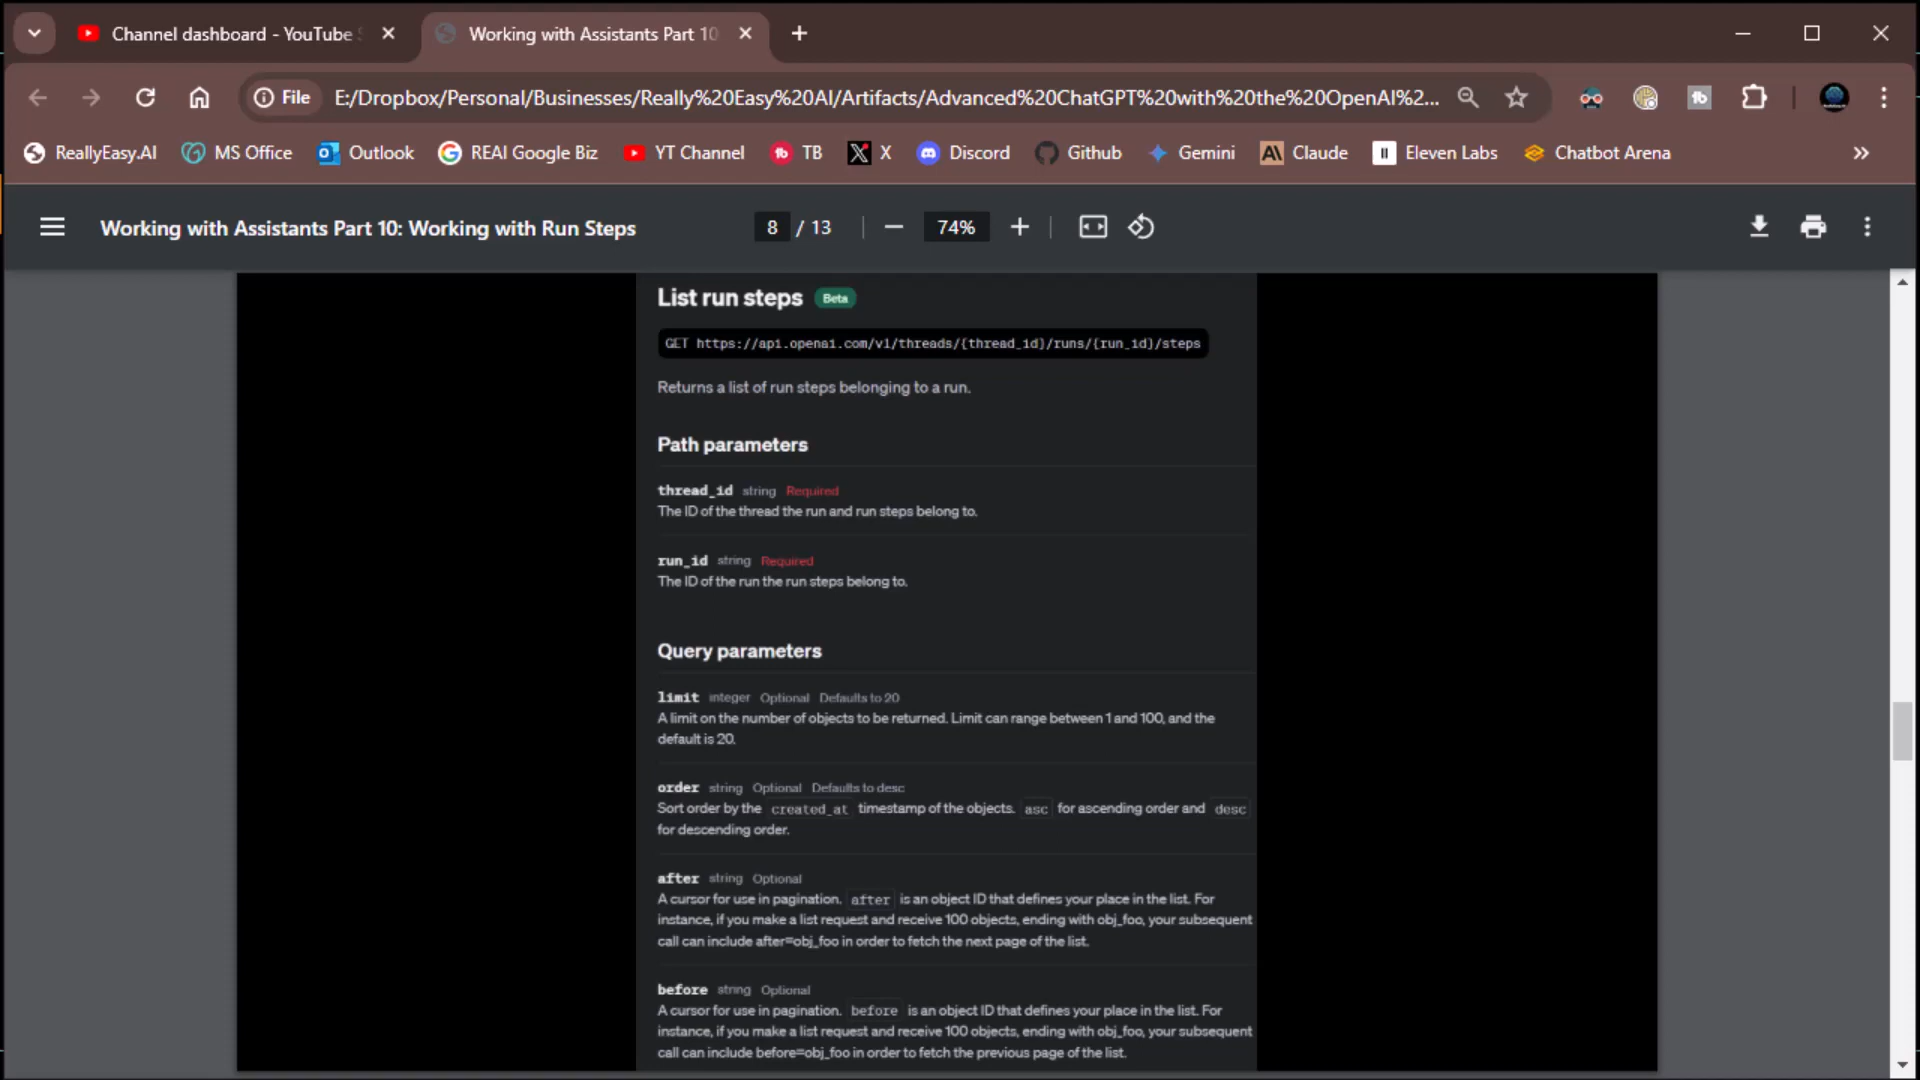 Channel dashboard - YouTube
Working with Assistants Part 10
File
E:/Dropbox/Personal/Businesses/Really%20Easy%20AI/Artifacts/Advanced%20ChatGPT%20with%20the%20OpenAI%2...
ReallyEasy.AI
MS Office
Outlook
REAI Google Biz
YT Channel
TB
X
Discord
Github
Gemini
Claude
Eleven Labs
Chatbot Arena
Working with Assistants Part 10: Working with Run Steps
8 / 13
74%
List run steps Beta
GET https://api.openai.com/v1/threads/{thread_id}/runs/{run_id}/steps
Returns a list of run steps belonging to a run.
Path parameters
thread_id string Required
The ID of the thread the run and run steps belong to.
run_id string Required
The ID of the run the run steps belong to.
Query parameters
limit integer Optional Defaults to 20
A limit on the number of objects to be returned. Limit can range between 1 and 100, and the
default is 20.
order string Optional Defaults to desc
Sort order by the created_at timestamp of the objects. asc for ascending order and desc
for descending order.
after string Optional
A cursor for use in pagination. after is an object ID that defines your place in the list. For
instance, if you make a list request and receive 100 objects, ending with obj_foo, your subsequent
call can include after=obj_foo in order to fetch the next page of the list.
before string Optional
A cursor for use in pagination. before is an object ID that defines your place in the list. For
instance, if you make a list request and receive 100 objects, ending with obj_foo, your subsequent
call can include before=obj_foo in order to fetch the previous page of the list.